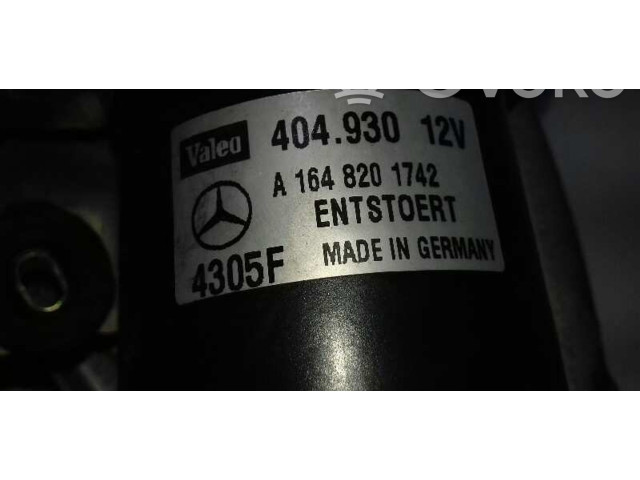 Valeo 404.930 12V
A 164 820 1742
ENTSTOERT
4305F MADE IN GERMANY